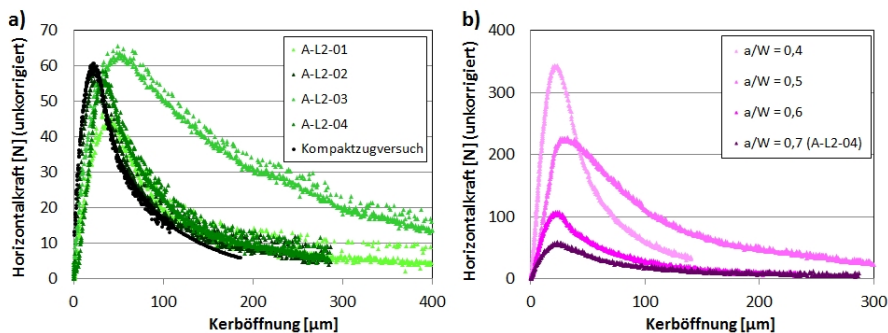 a)
Horizontalkraft [N] (unkorrigiert)
70
60
50
40
30
20
10
0
0 100 200 300 400
Kerböffnung [µm]
A-L2-01
A-L2-02
A-L2-03
A-L2-04
Kompaktzugversuch
b)
Horizontalkraft [N] (unkorrigiert)
400
300
200
100
0
0 100 200 300
Kerböffnung [µm]
a/W = 0,4
a/W = 0,5
a/W = 0,6
a/W = 0,7 (A-L2-04)